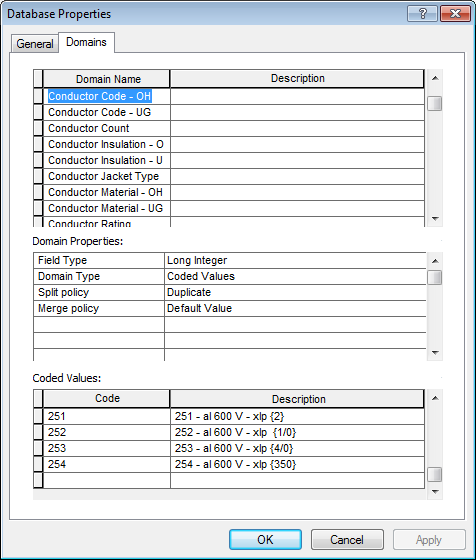 Database Properties
General Domains
Domain Name Description
Conductor Code - OH
Conductor Code - UG
Conductor Count
Conductor Insulation - O
Conductor Insulation - U
Conductor Jacket Type
Conductor Material - OH
Conductor Material - UG
Conductor Rating
Domain Properties:
Field Type Long Integer
Domain Type Coded Values
Split policy Duplicate
Merge policy Default Value
Coded Values:
Code Description
251 251 - al 600 V - xlp {2}
252 252 - al 600 V - xlp {1/0}
253 253 - al 600 V - xlp {4/0}
254 254 - al 600 V - xlp {350}
OK Cancel Apply